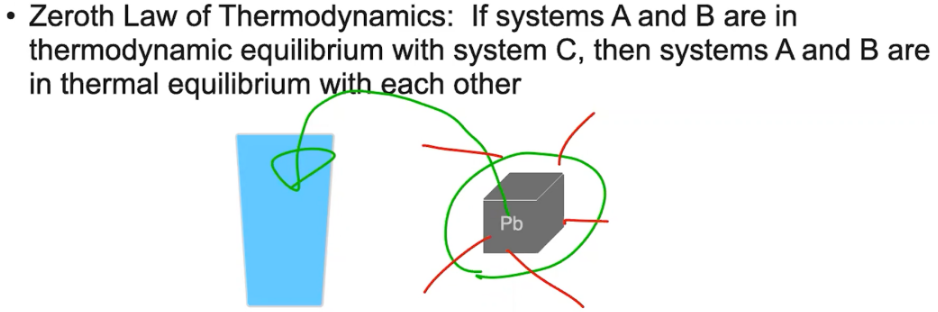 • Zeroth Law of Thermodynamics: If systems A and B are in
thermodynamic equilibrium with system C, then systems A and B are
in thermal equilibrium with each other
Pb